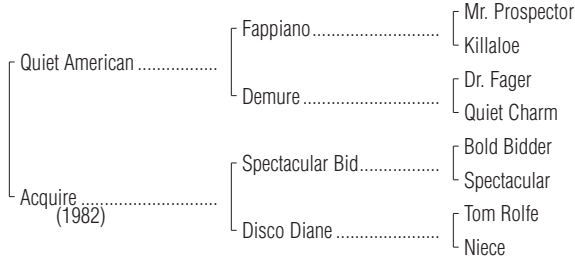 Mr. Prospector
Fappiano
Killaloe
Quiet American
Dr. Fager
Demure
Quiet Charm
Bold Bidder
Spectacular Bid
Spectacular
Acquire
(1982)
Tom Rolfe
Disco Diane
Niece